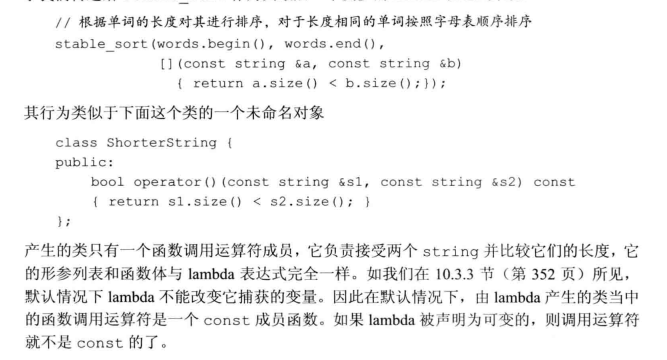 // 根据单词的长度对其进行排序，对于长度相同的单词按照字母表顺序排序
stable_sort(words.begin(), words.end(),
[](const string &a, const string &b)
{ return a.size() < b.size();});
其行为类似于下面这个类的一个未命名对象
class ShorterString {
public:
bool operator()(const string &s1, const string &s2) const
{ return s1.size() < s2.size(); }
};
产生的类只有一个函数调用运算符成员，它负责接受两个 string 并比较它们的长度，它
的形参列表和函数体与 lambda 表达式完全一样。如我们在 10.3.3 节（第 352 页）所见，
默认情况下 lambda 不能改变它捕获的变量。因此在默认情况下，由 lambda 产生的类当中
的函数调用运算符是一个 const 成员函数。如果 lambda 被声明为可变的，则调用运算符
就不是 const 的了。